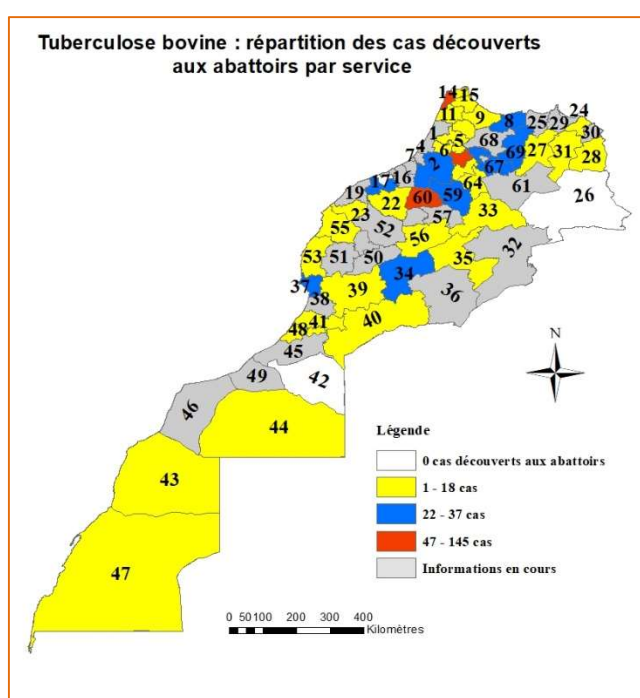 Tuberculose bovine : répartition des cas découverts
aux abattoirs par service
14 15
11 9 8 24
1 25 29
5 68 30
4 6 69 27 31 28
7 2 67
17 16 64 61 26
19 22 60 59
23 57 33
55 52
56 32
53 51 50 35
34
37 39 36
38
48 41 40
45
49 42
46
44
43
47
N
Légende
0 cas découverts aux abattoirs
1 - 18 cas
22 - 37 cas
47 - 145 cas
Informations en cours
0 50 100 200 300 400
Kilomètres